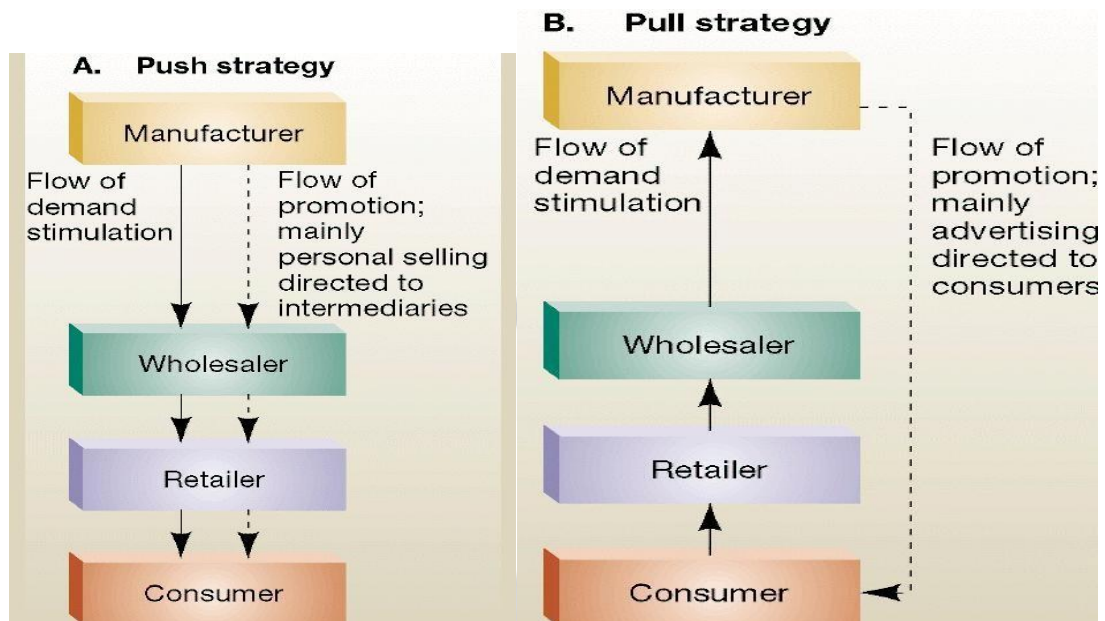 A. Push strategy
Manufacturer
Flow of
demand
stimulation
Flow of
promotion;
mainly
personal selling
directed to
intermediaries
Wholesaler
Retailer
Consumer
B. Pull strategy
Manufacturer
Flow of
demand
stimulation
Flow of
promotion;
mainly
advertising
directed to
consumers
Wholesaler
Retailer
Consumer